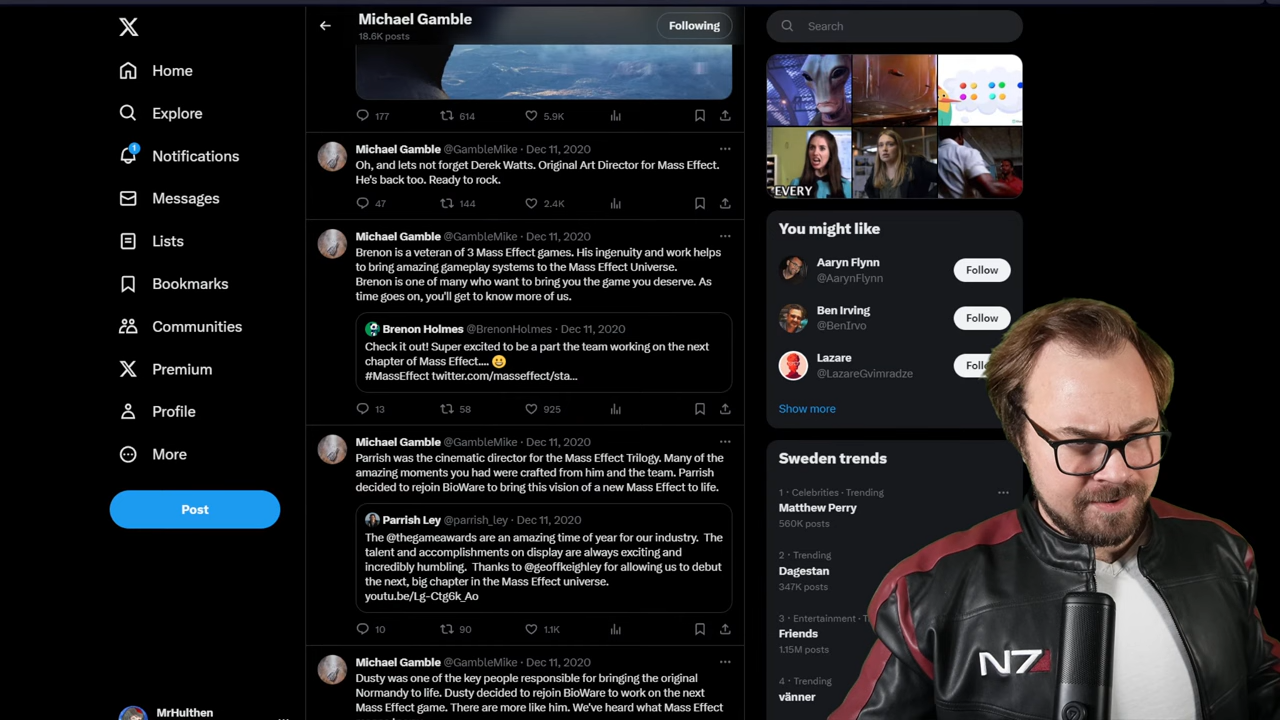 Home
Explore
1
Notifications
Messages
Lists
Bookmarks
Communities
Premium
Profile
More
Post
MrHulthen
Michael Gamble
18.6K posts
Following
177 614 5.9K
Michael Gamble @GambleMike · Dec 11, 2020
Oh, and lets not forget Derek Watts. Original Art Director for Mass Effect.
He's back too. Ready to rock.
47 144 2.4K
Michael Gamble @GambleMike · Dec 11, 2020
Brenon is a veteran of 3 Mass Effect games. His ingenuity and work helps
to bring amazing gameplay systems to the Mass Effect Universe.
Brenon is one of many who want to bring you the game you deserve. As
time goes on, you'll get to know more of us.
Brenon Holmes @BrenonHolmes · Dec 11, 2020
Check it out! Super excited to be a part the team working on the next
chapter of Mass Effect.... 😀
#MassEffect twitter.com/masseffect/sta...
13 58 925
Michael Gamble @GambleMike · Dec 11, 2020
Parrish was the cinematic director for the Mass Effect Trilogy. Many of the
amazing moments you had were crafted from him and the team. Parrish
decided to rejoin BioWare to bring this vision of a new Mass Effect to life.
Parrish Ley @parrish_ley · Dec 11, 2020
The @thegameawards are an amazing time of year for our industry. The
talent and accomplishments on display are always exciting and
incredibly humbling. Thanks to @geoffkeighley for allowing us to debut
the next, big chapter in the Mass Effect universe.
youtu.be/Lg-Ctg6k_Ao
10 90 1.1K
Michael Gamble @GambleMike · Dec 11, 2020
Dusty was one of the key people responsible for bringing the original
Normandy to life. Dusty decided to rejoin BioWare to work on the next
Mass Effect game. There are more like him. We've heard what Mass Effect
Search
EVERY
You might like
Aaryn Flynn
@AarynFlynn
Follow
Ben Irving
@BenIrvo
Follow
Lazare
@LazareGvimradze
Show more
Sweden trends
1 · Celebrities · Trending
Matthew Perry
560K posts
2 · Trending
Dagestan
347K posts
3 · Entertainment ·
Friends
1.15M posts
4 · Trending
vänner
N7